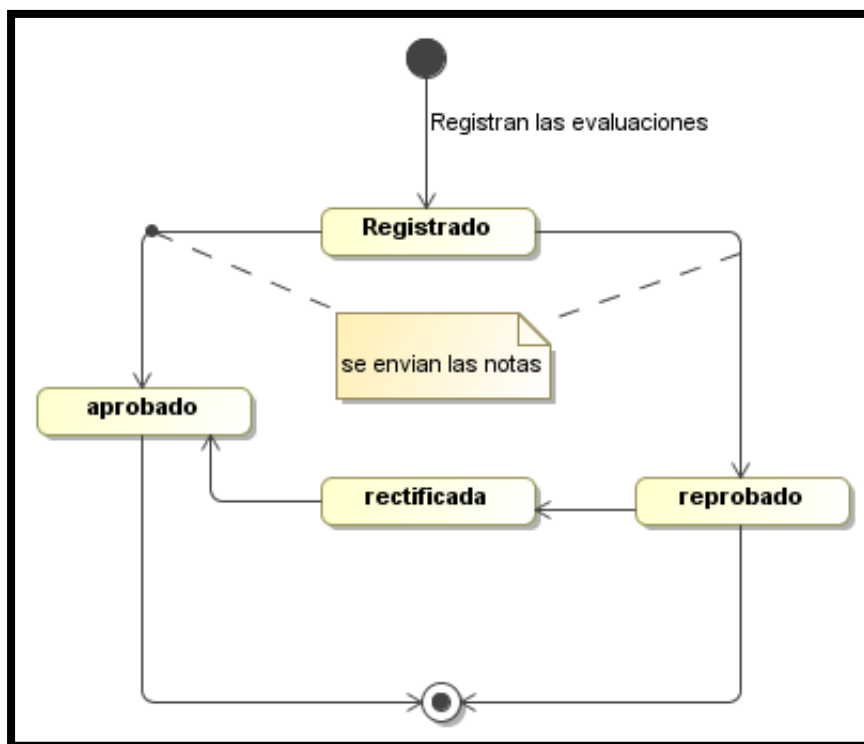 Registran las evaluaciones
Registrado
se envian las notas
aprobado
rectificada
reprobado